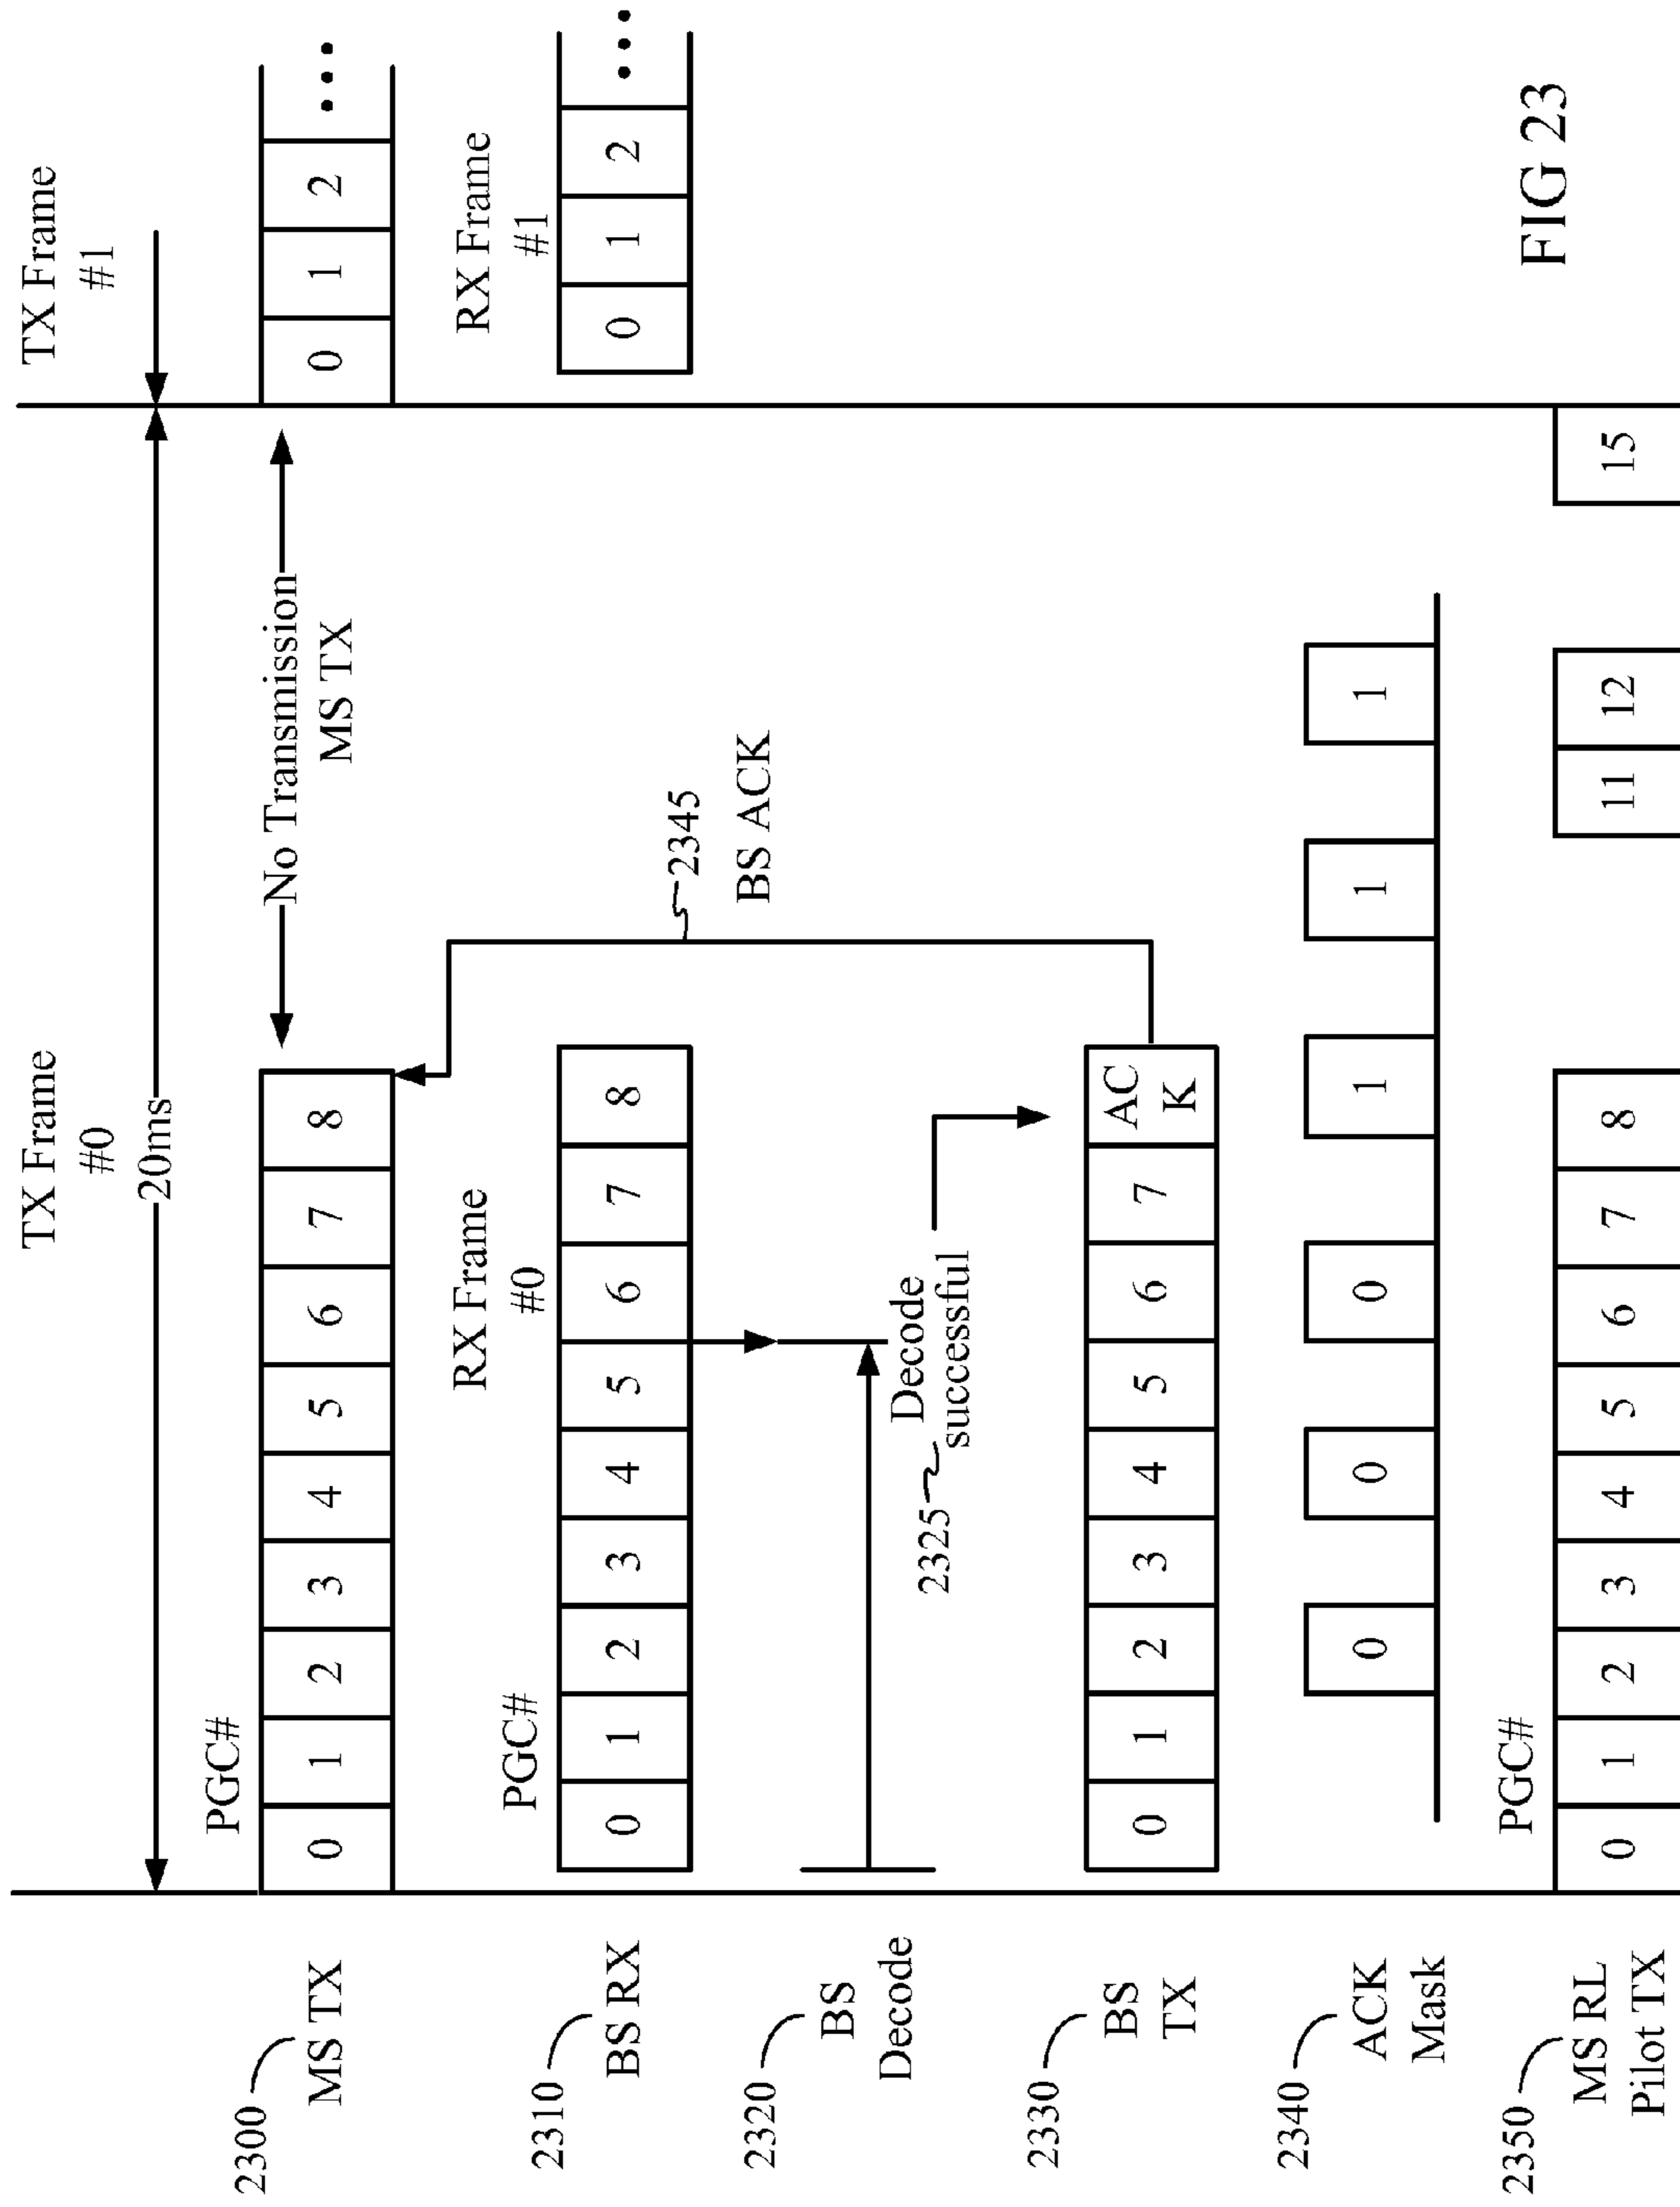 TX Frame
#0
TX Frame
#1
20ms
2300
MS TX
PGC#
0 1 2 3 4 5 6 7 8
No Transmission
MS TX
0 1 2 ...
2310
BS RX
PGC#
RX Frame
#0
0 1 2 3 4 5 6 7 8
RX Frame
#1
0 1 2 ...
2345
BS ACK
2320
BS
Decode
2325
Decode
successful
2330
BS
TX
0 1 2 3 4 5 6 7 AC
K
2340
ACK
Mask
0 0 0 1 1 1
2350
MS RL
Pilot TX
PGC#
0 1 2 3 4 5 6 7 8 11 12 15
FIG 23